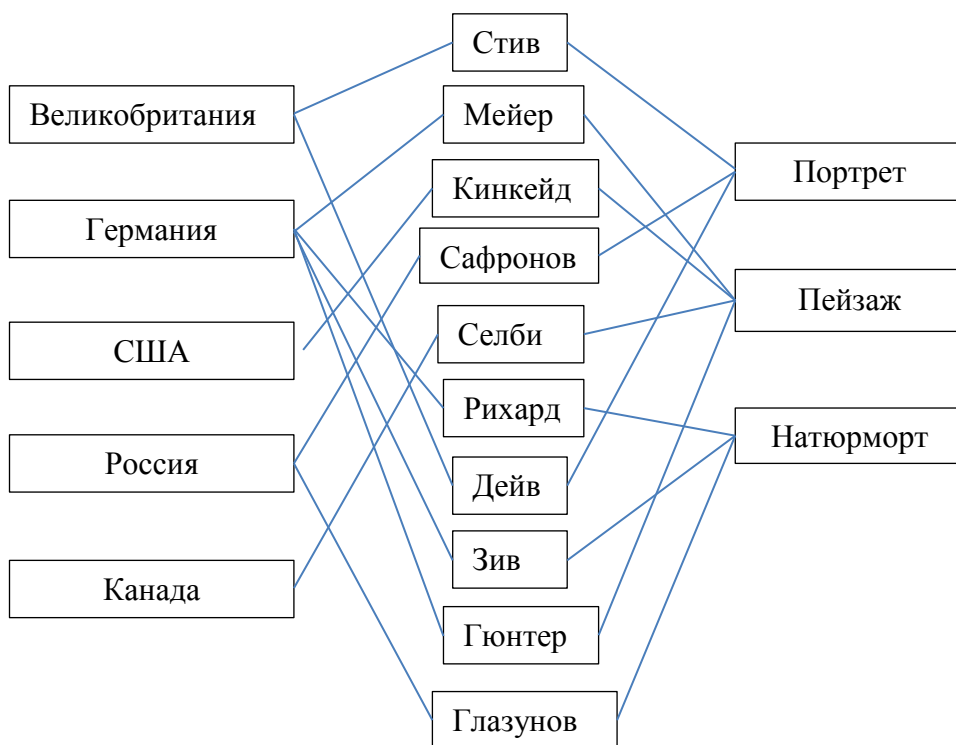 Великобритания
Германия
США
Россия
Канада
Стив
Мейер
Кинкейд
Сафронов
Селби
Рихард
Дейв
Зив
Гюнтер
Глазунов
Портрет
Пейзаж
Натюрморт